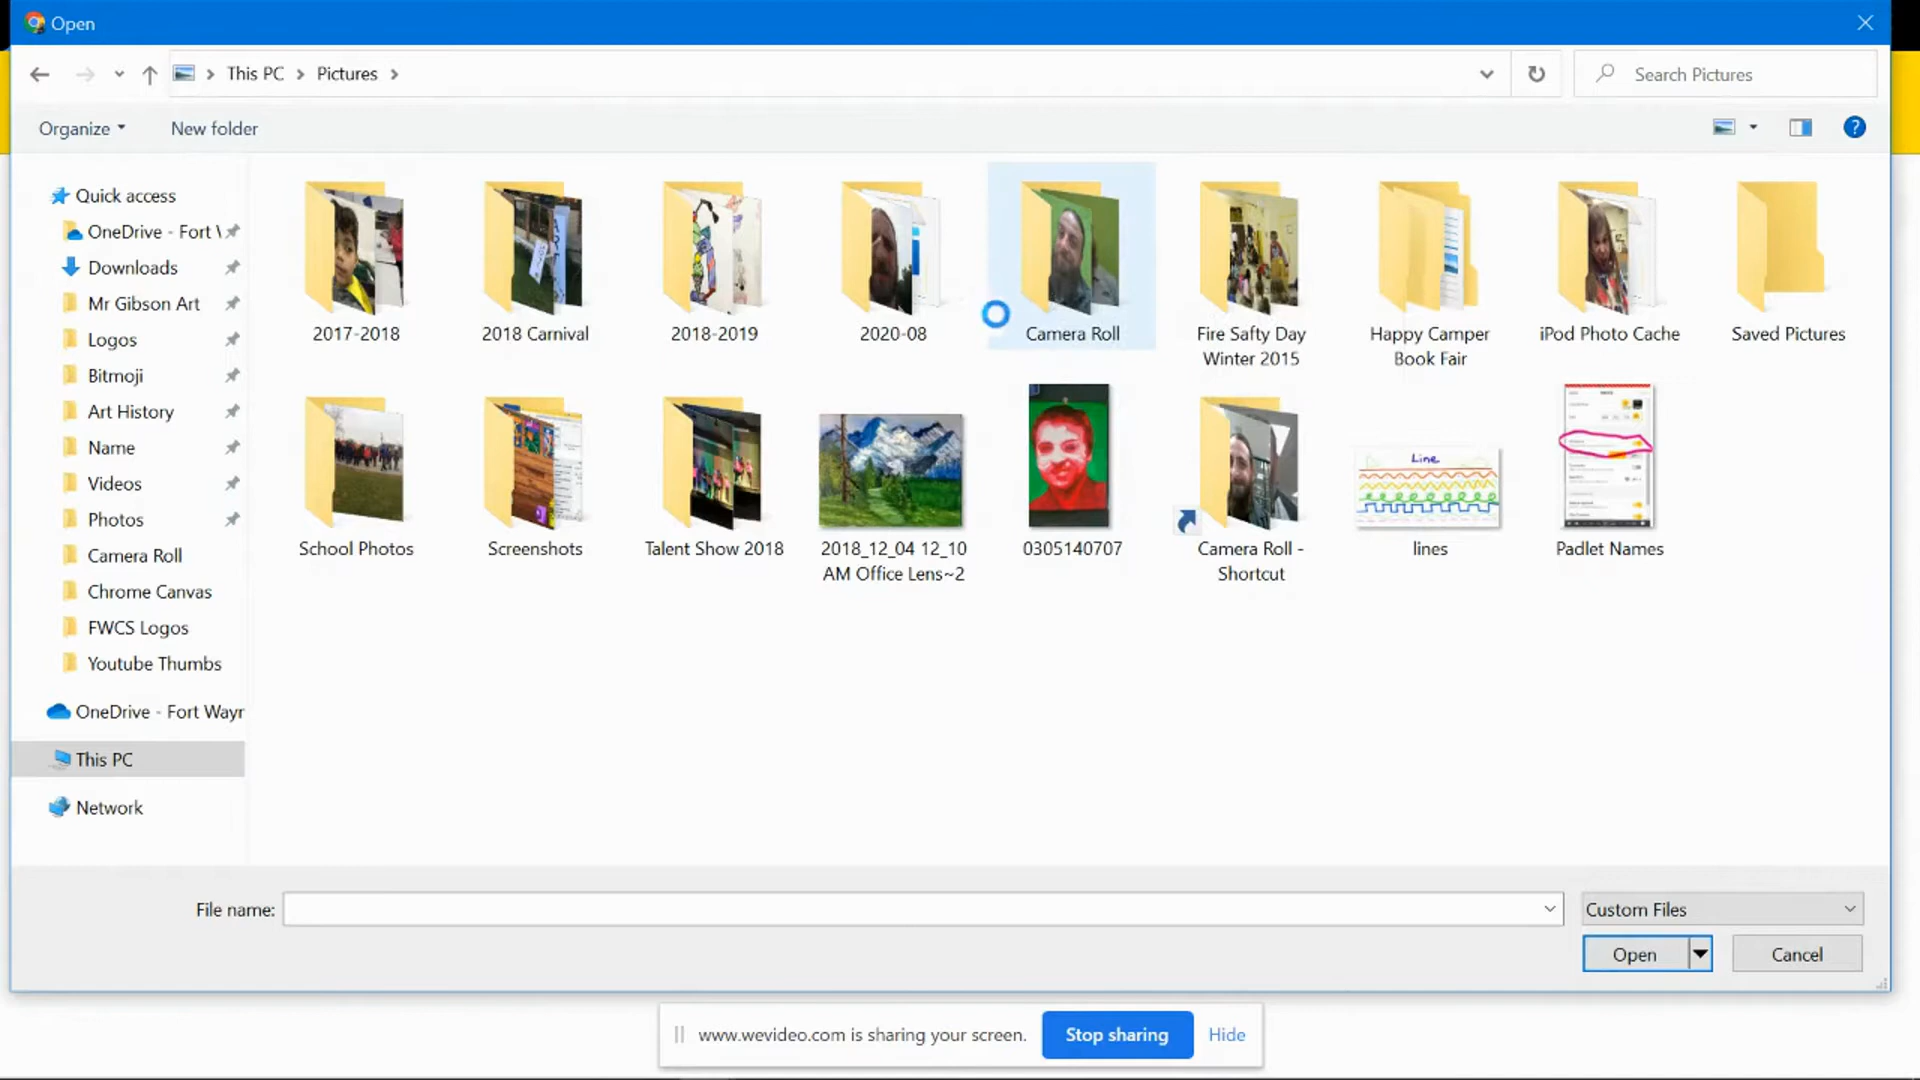 Open
This PC
Pictures
Search Pictures
Organize
New folder
Quick access
OneDrive - Fort
Downloads
Mr Gibson Art
Logos
Bitmoji
Art History
Name
Videos
Photos
Camera Roll
Chrome Canvas
FWCS Logos
Youtube Thumbs
OneDrive - Fort Wayn
This PC
Network
2017-2018
2018 Carnival
2018-2019
2020-08
Camera Roll
Fire Safty Day
Winter 2015
Happy Camper
Book Fair
iPod Photo Cache
Saved Pictures
Line
School Photos
Screenshots
Talent Show 2018
2018_12_04 12_10
AM Office Lens~2
0305140707
Camera Roll -
Shortcut
lines
Padlet Names
File name:
Custom Files
Open
Cancel
www.wevideo.com is sharing your screen.
Stop sharing
Hide